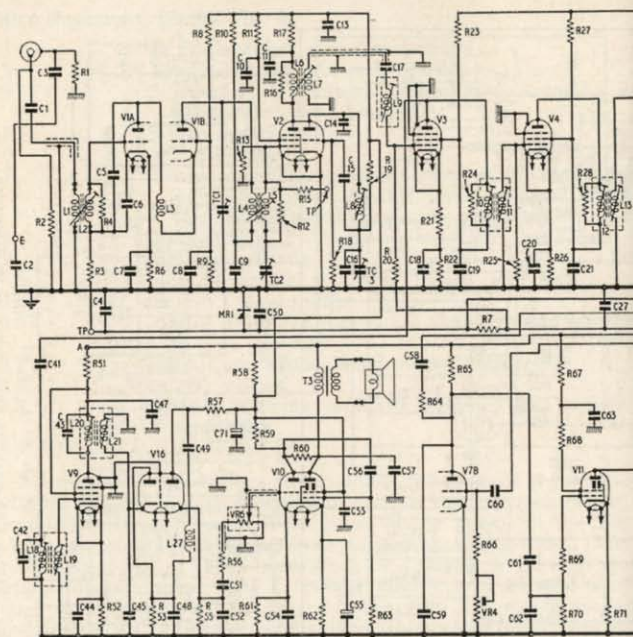 R8 R10 R11 R17 C13 R23 R27
C3 R1 C10 C11 L6 L7 C17
C1 R16 L9
V1A V1B V2 C14 V3 V4
R13 C15 R19
C5 L3 TC1 L4 L5 R15 TP L8 R24 R28 L13
R2 L1 L2 R4 C6 R12 R21
E
C2 R3 C7 R6 C8 R9 C9 TC2 R18 C16 TC3 R20 C18 R22 C19 R25 C20 R26 C21
C4 MR1 C50 R7 C27
TP
C41 A R51 R58 T3 C58 R65 R67
C47 R57 R64 C63
C43 L20 L21 C49 C71 R59 R60 R68
V9 V16 V10 C56 C57 V7B V11
VR6 C53 C60
C42 L18 L19 L27 R56 R66 C61 R69
C51
C44 R52 C45 R53 C48 R55 C52 R61 C54 R62 C55 R63 C59 VR4 C62 R70 R71